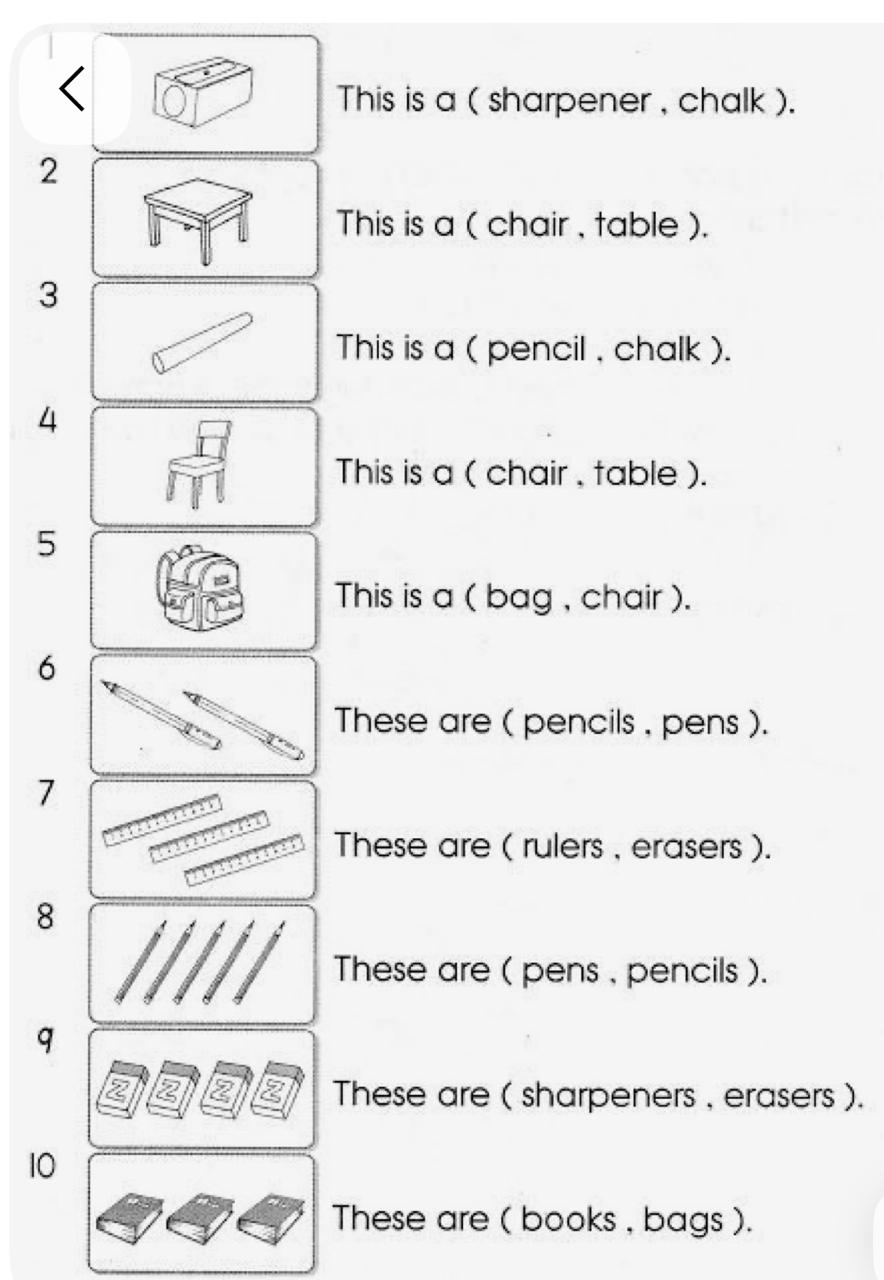 1
This is a ( sharpener , chalk ).
2
This is a ( chair , table ).
3
This is a ( pencil , chalk ).
4
This is a ( chair , table ).
5
This is a ( bag , chair ).
6
These are ( pencils , pens ).
7
These are ( rulers , erasers ).
8
These are ( pens , pencils ).
9
These are ( sharpeners , erasers ).
10
These are ( books , bags ).